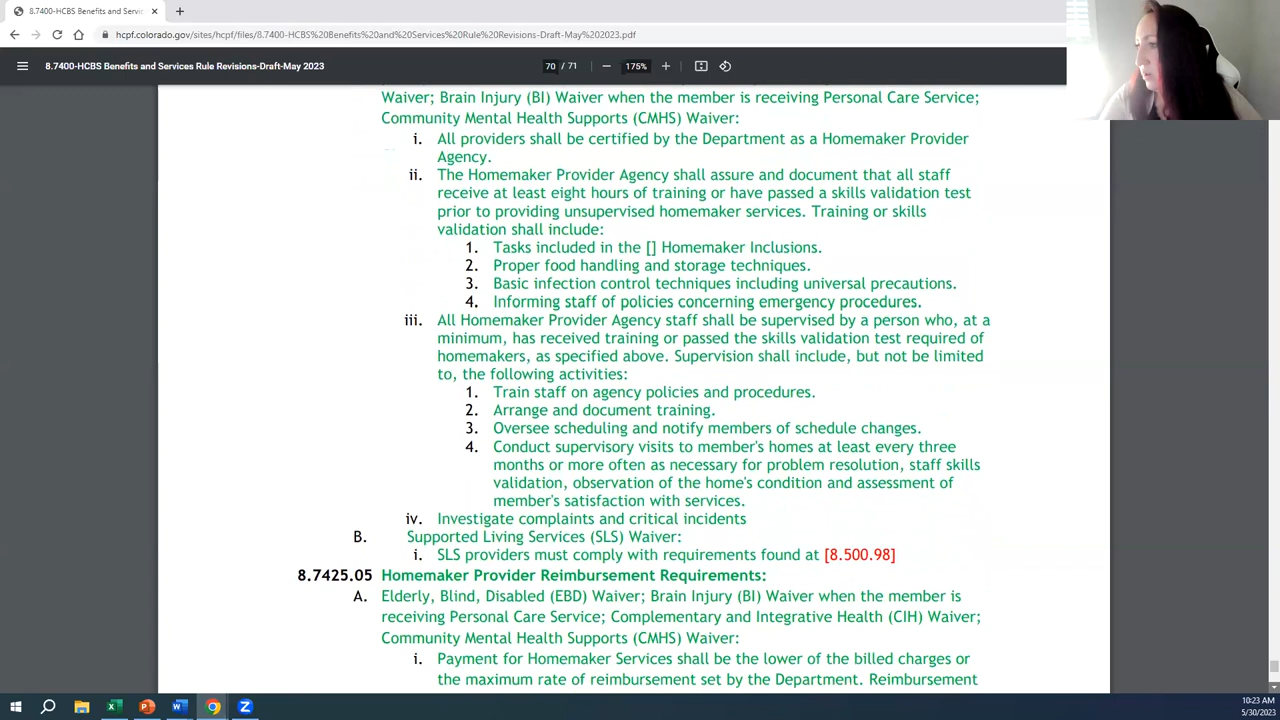 8.7400-HCBS Benefits and Servic
hcpf.colorado.gov/sites/hcpf/files/8.7400-HCBS%20Benefits%20and%20Services%20Rule%20Revisions-Draft-May%202023.pdf
8.7400-HCBS Benefits and Services Rule Revisions-Draft-May 2023
70 / 71
175%
Waiver; Brain Injury (BI) Waiver when the member is receiving Personal Care Service;
Community Mental Health Supports (CMHS) Waiver:
i. All providers shall be certified by the Department as a Homemaker Provider
Agency.
ii. The Homemaker Provider Agency shall assure and document that all staff
receive at least eight hours of training or have passed a skills validation test
prior to providing unsupervised homemaker services. Training or skills
validation shall include:
1. Tasks included in the [] Homemaker Inclusions.
2. Proper food handling and storage techniques.
3. Basic infection control techniques including universal precautions.
4. Informing staff of policies concerning emergency procedures.
iii. All Homemaker Provider Agency staff shall be supervised by a person who, at a
minimum, has received training or passed the skills validation test required of
homemakers, as specified above. Supervision shall include, but not be limited
to, the following activities:
1. Train staff on agency policies and procedures.
2. Arrange and document training.
3. Oversee scheduling and notify members of schedule changes.
4. Conduct supervisory visits to member's homes at least every three
months or more often as necessary for problem resolution, staff skills
validation, observation of the home's condition and assessment of
member's satisfaction with services.
iv. Investigate complaints and critical incidents
B. Supported Living Services (SLS) Waiver:
i. SLS providers must comply with requirements found at [8.500.98]
8.7425.05 Homemaker Provider Reimbursement Requirements:
A. Elderly, Blind, Disabled (EBD) Waiver; Brain Injury (BI) Waiver when the member is
receiving Personal Care Service; Complementary and Integrative Health (CIH) Waiver;
Community Mental Health Supports (CMHS) Waiver:
i. Payment for Homemaker Services shall be the lower of the billed charges or
the maximum rate of reimbursement set by the Department. Reimbursement
10:23 AM
5/30/2023